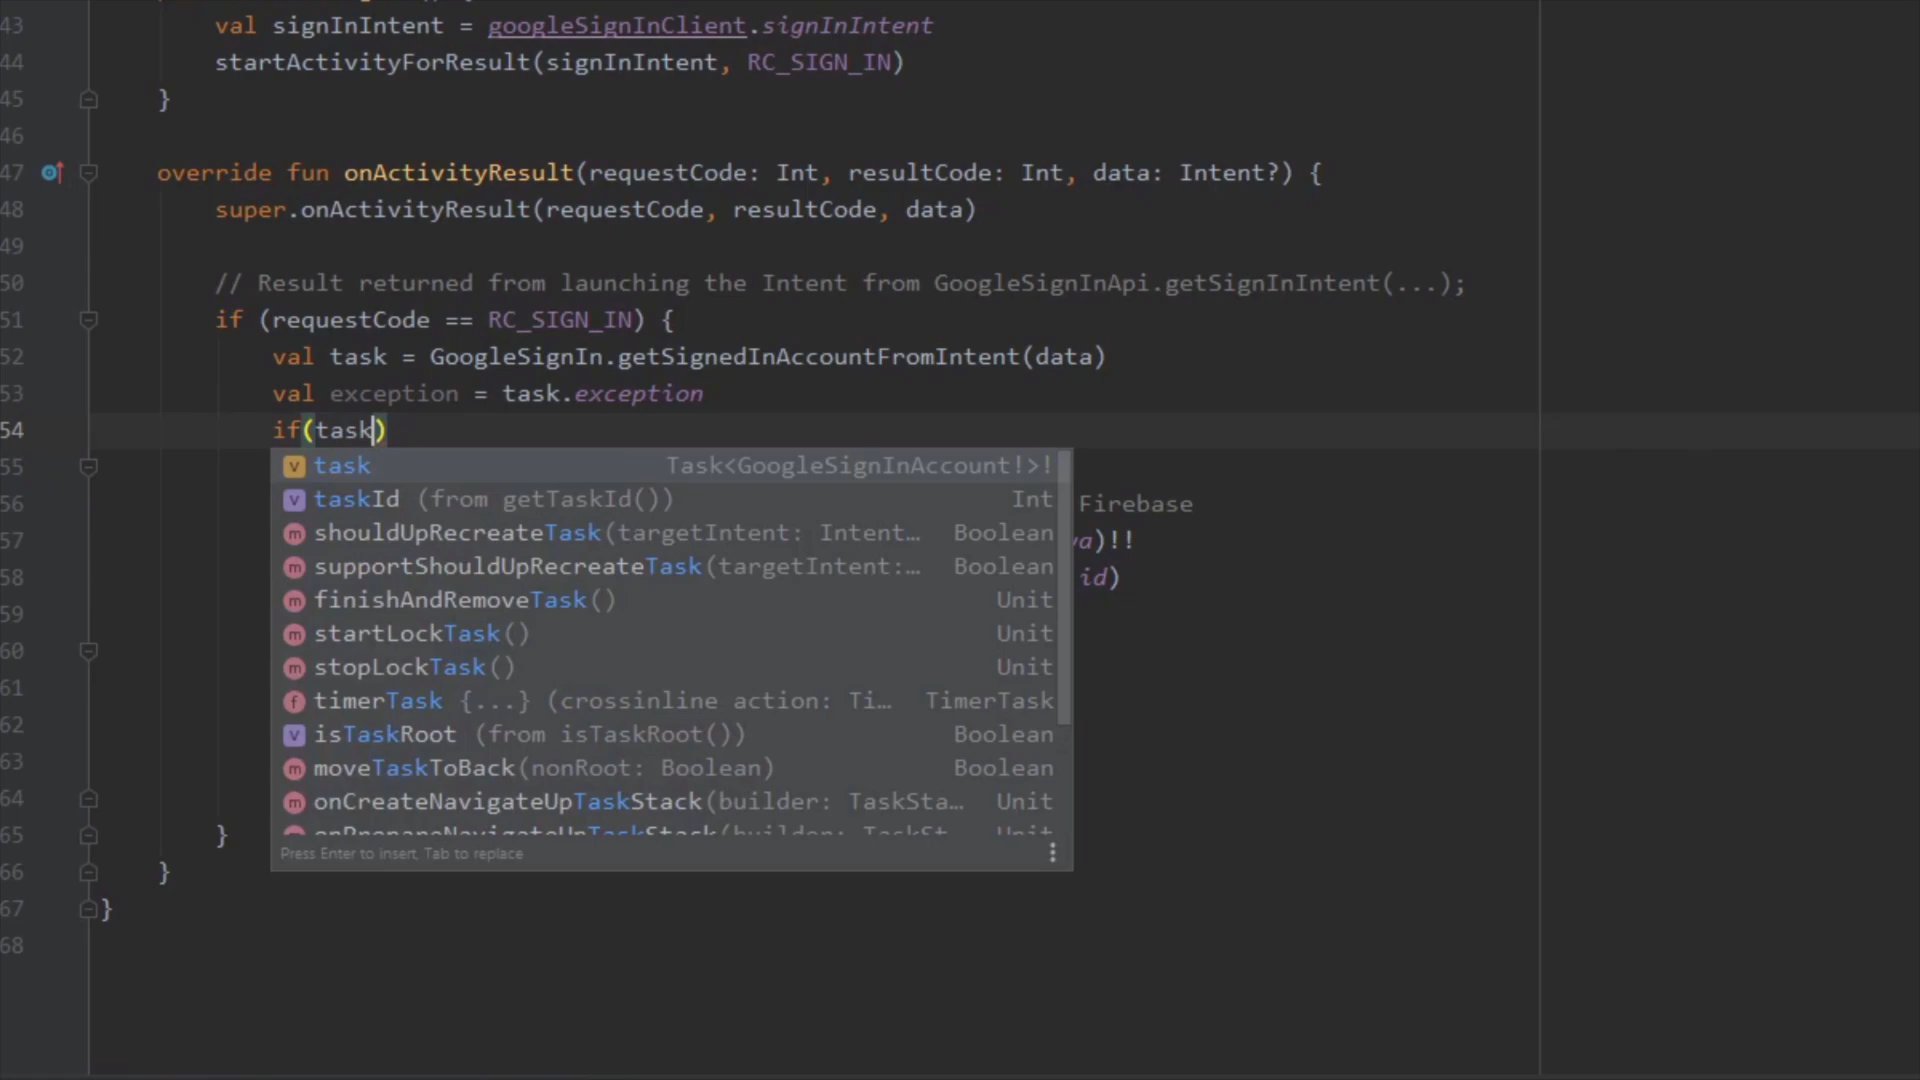 43 val signInIntent = googleSignInClient.signInIntent
44 startActivityForResult(signInIntent, RC_SIGN_IN)
45 }
46
47 override fun onActivityResult(requestCode: Int, resultCode: Int, data: Intent?) {
48 super.onActivityResult(requestCode, resultCode, data)
49
50 // Result returned from launching the Intent from GoogleSignInApi.getSignInIntent(...);
51 if (requestCode == RC_SIGN_IN) {
52 val task = GoogleSignIn.getSignedInAccountFromIntent(data)
53 val exception = task.exception
54 if(task)
55 task Task<GoogleSignInAccount!>!
taskId (from getTaskId()) Int
56 Firebase
shouldUpRecreateTask(targetIntent: Intent… Boolean
57 )!!
supportShouldUpRecreateTask(targetIntent:… Boolean
58 id)
finishAndRemoveTask() Unit
59
startLockTask() Unit
60
stopLockTask() Unit
61
timerTask {...} (crossinline action: Ti… TimerTask
62
isTaskRoot (from isTaskRoot()) Boolean
63
moveTaskToBack(nonRoot: Boolean) Boolean
64
onCreateNavigateUpTaskStack(builder: TaskSta… Unit
65 }
Press Enter to insert, Tab to replace
66 }
67 }
68